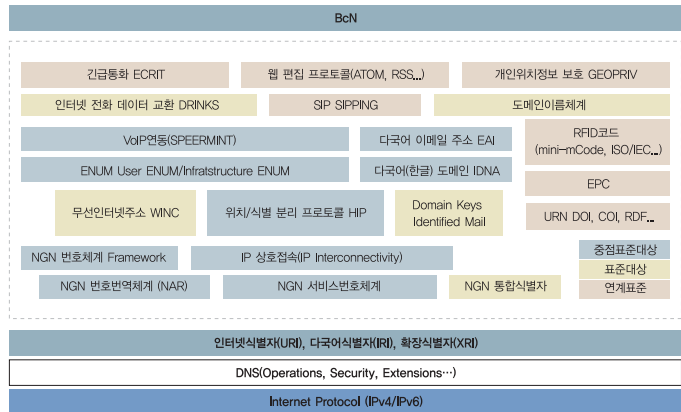 BcN
긴급통화 ECRIT
웹 편집 프로토콜(ATOM, RSS...)
개인위치정보 보호 GEOPRIV
인터넷 전화 데이터 교환 DRINKS
SIP SIPPING
도메인이름체계
VoIP연동(SPEERMINT)
다국어 이메일 주소 EAI
RFID코드
(mini-mCode, ISO/IEC...)
ENUM User ENUM/Infratstructure ENUM
다국어(한글) 도메인 IDNA
EPC
무선인터넷주소 WINC
위치/식별 분리 프로토콜 HIP
Domain Keys
Identified Mail
URN DOI, COI, RDF...
NGN 번호체계 Framework
IP 상호접속(IP Interconnectivity)
중점표준대상
표준대상
연계표준
NGN 번호번역체계 (NAR)
NGN 서비스번호체계
NGN 통합식별자
인터넷식별자(URI), 다국어식별자(IRI), 확장식별자(XRI)
DNS(Operations, Security, Extensions…)
Internet Protocol (IPv4/IPv6)